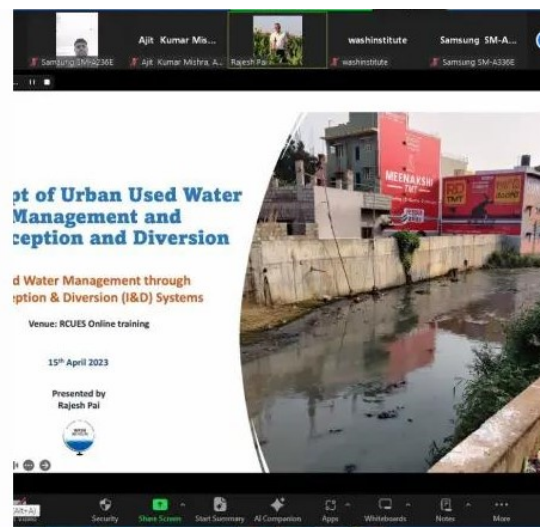 Ajit Kumar Mis...
washinstitute
Samsung SM-A...
Samsung SM-A236E
Ajit Kumar Mishra, A...
Rajesh Pai
washinstitute
Samsung SM-A336E
pt of Urban Used Water
Management and
ception and Diversion
d Water Management through
eption & Diversion (I&D) Systems
Venue: RCUES Online training
15th April 2023
Presented by
Rajesh Pai
MEENAKSHI
TMT
TMT
(Alt+A)
Video
Security
Share Screen
Start Summary
AI Companion
Apps
Whiteboards
Notes
More